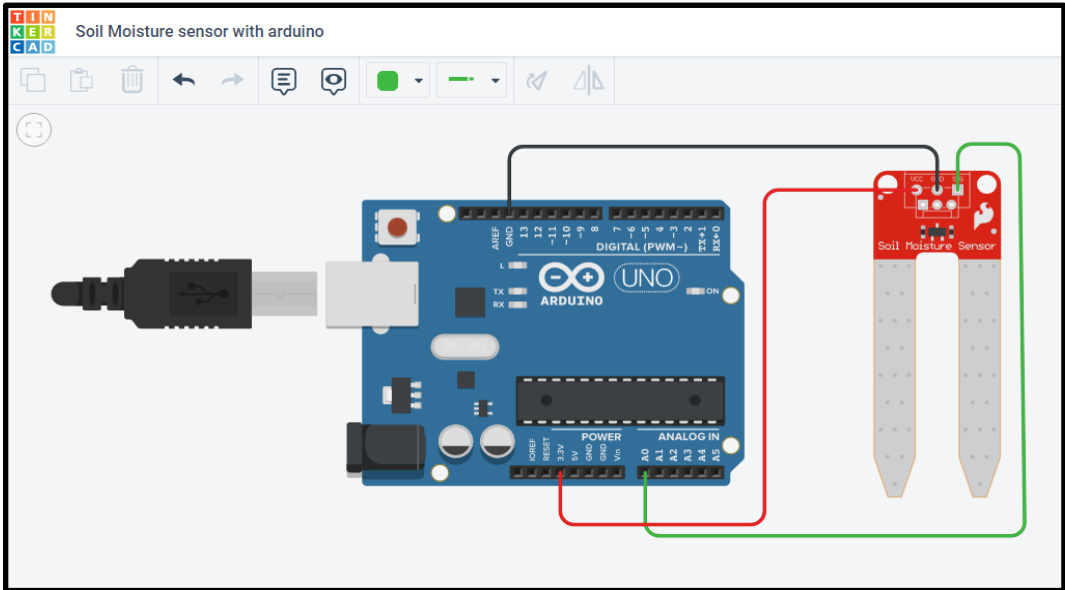 TIN
KER
CAD
Soil Moisture sensor with arduino
AREF
GND
13
12
~11
~10
~9
8
7
~6
~5
~4
~3
2
TX→1
RX←0
DIGITAL (PWM~)
L
TX
RX
ARDUINO
UNO
ON
VCC GND SIG
Soil Moisture Sensor
POWER
ANALOG IN
IOREF
RESET
3.3V
5V
GND
GND
Vin
A0
A1
A2
A3
A4
A5